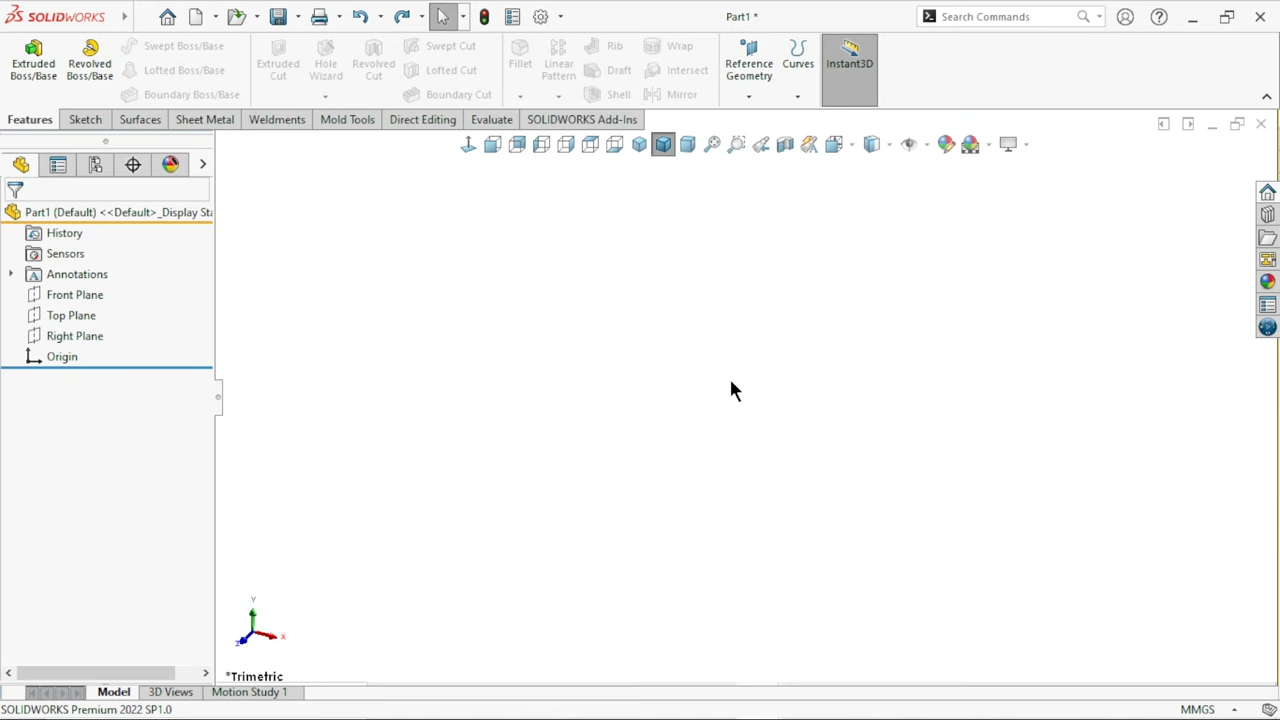 SOLIDWORKS
Part1 *
Search Commands
Extruded Boss/Base
Revolved Boss/Base
Swept Boss/Base
Lofted Boss/Base
Boundary Boss/Base
Extruded Cut
Hole Wizard
Revolved Cut
Swept Cut
Lofted Cut
Boundary Cut
Fillet
Linear Pattern
Rib
Draft
Shell
Wrap
Intersect
Mirror
Reference Geometry
Curves
Instant3D
Features
Sketch
Surfaces
Sheet Metal
Weldments
Mold Tools
Direct Editing
Evaluate
SOLIDWORKS Add-Ins
Part1 (Default) <<Default>_Display Sta
History
Sensors
Annotations
Front Plane
Top Plane
Right Plane
Origin
Y
X
Z
*Trimetric
Model
3D Views
Motion Study 1
SOLIDWORKS Premium 2022 SP1.0
MMGS